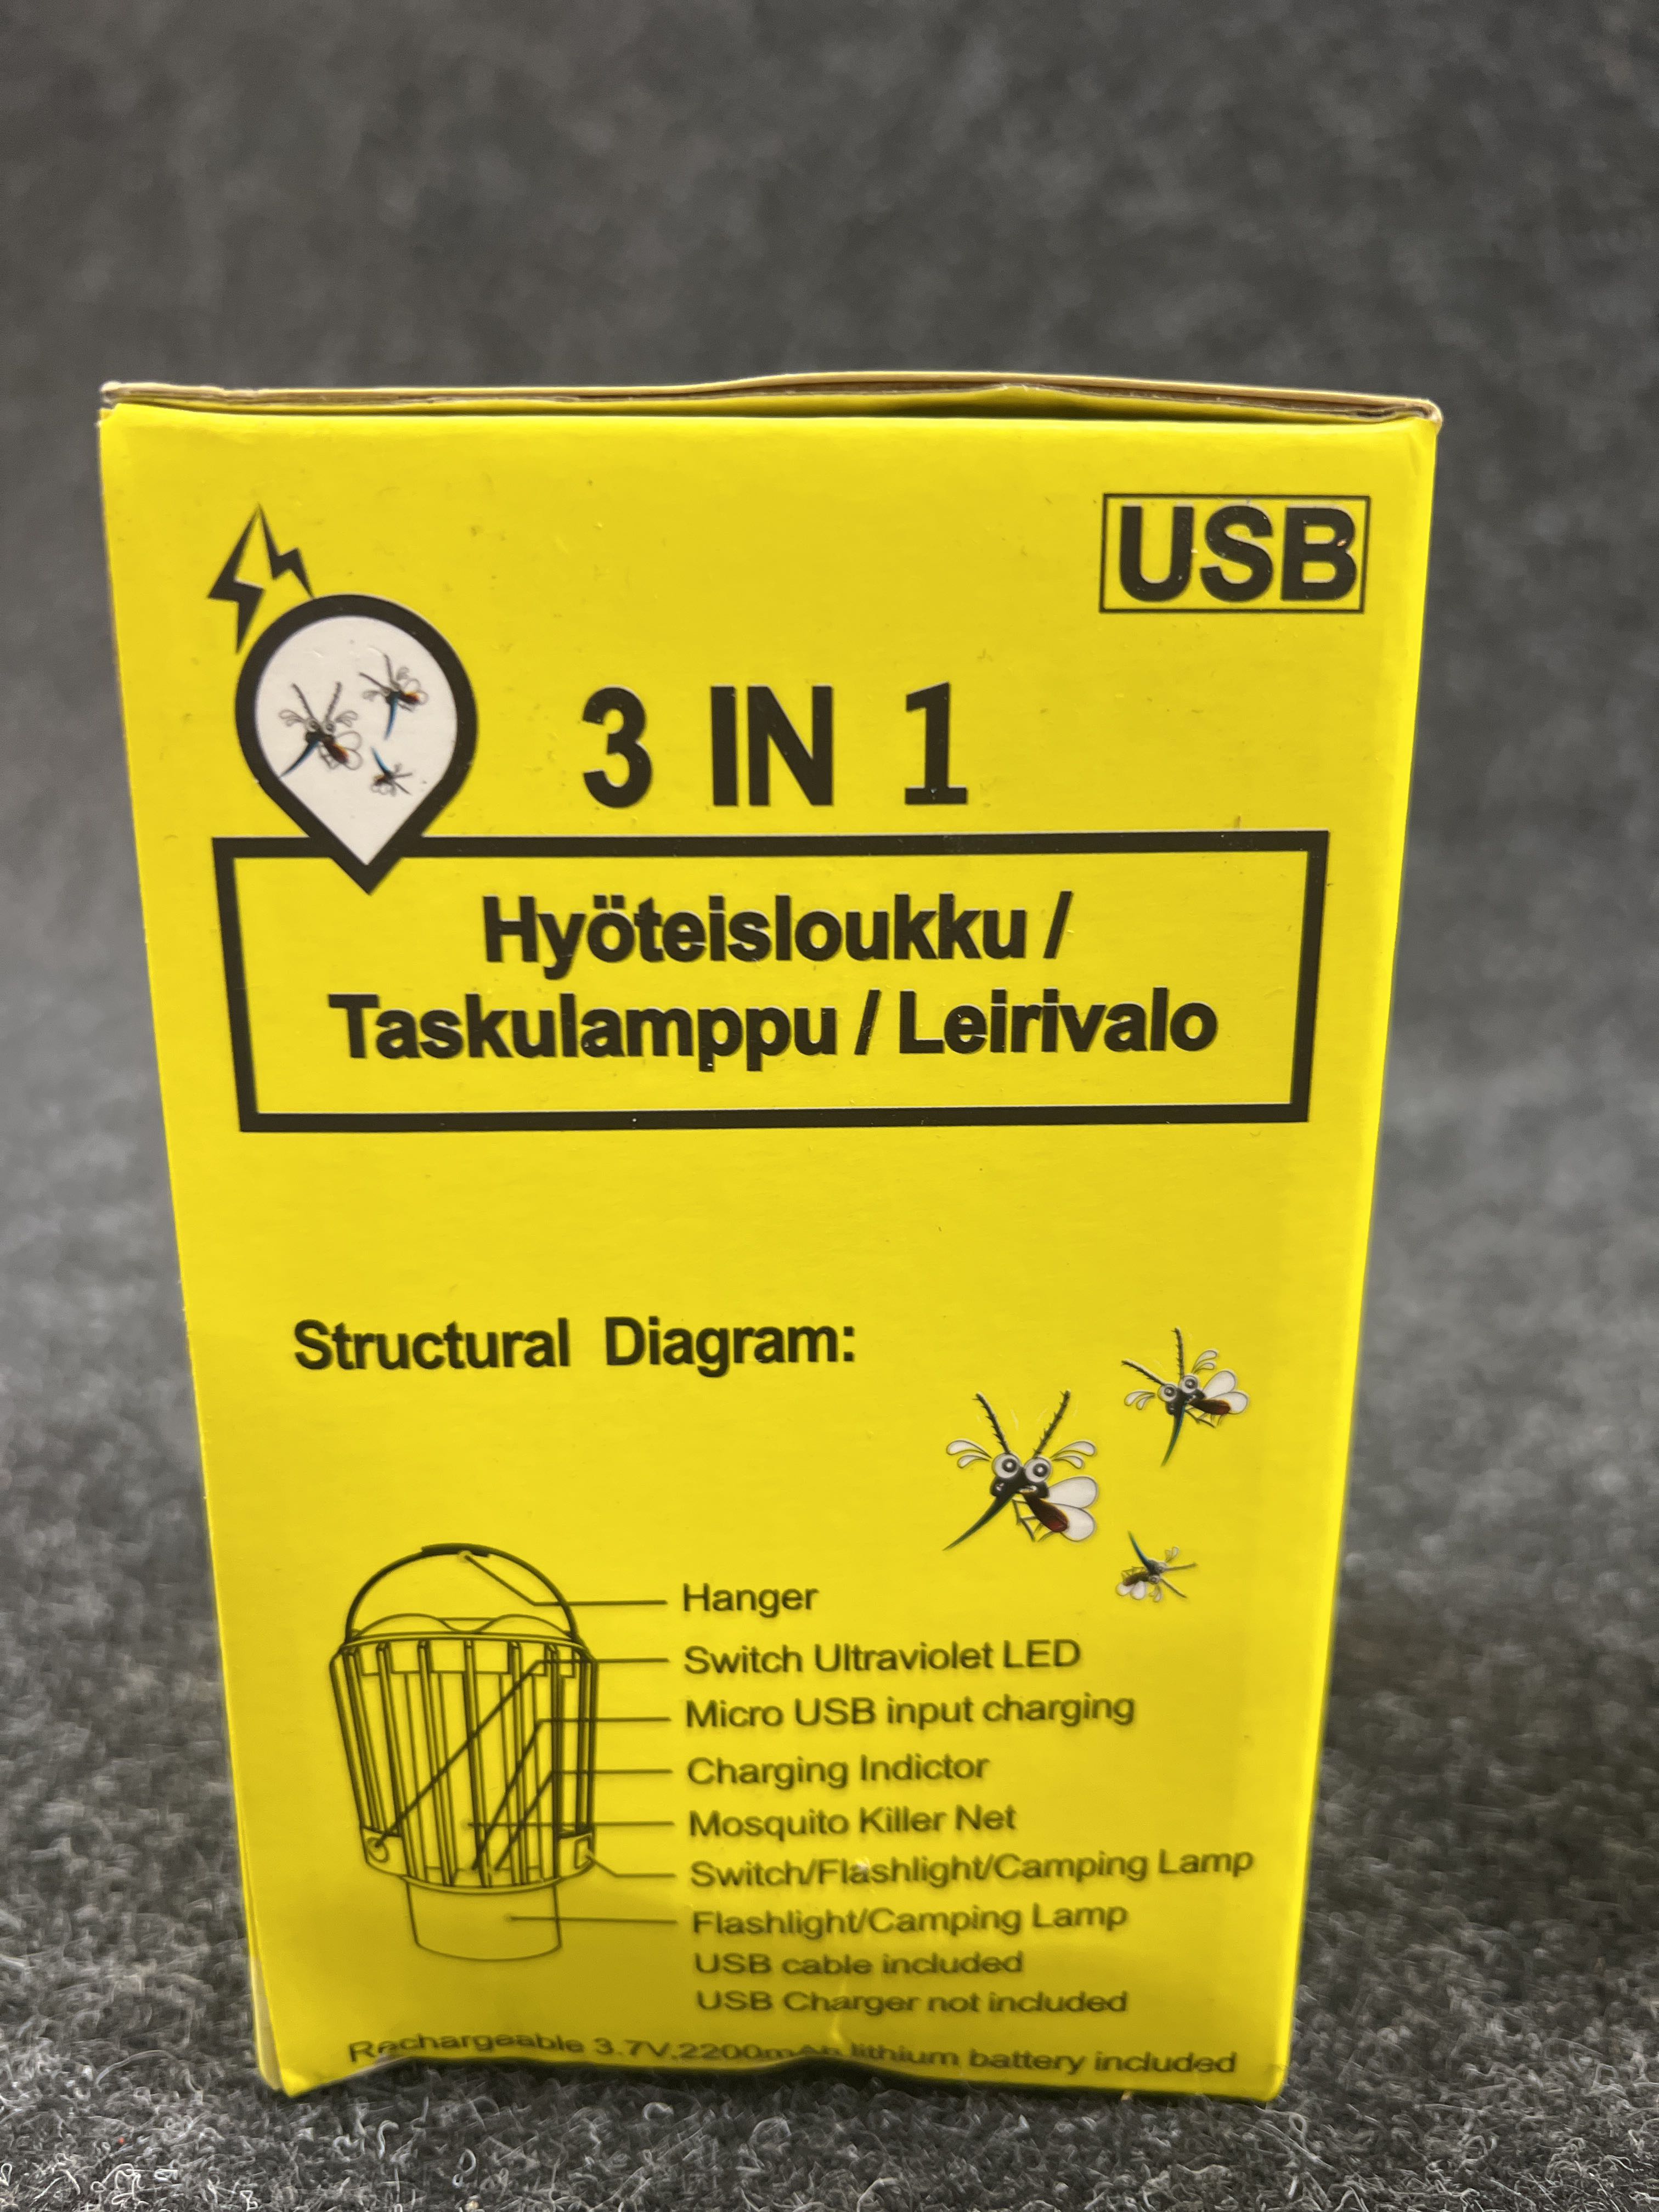 USB
3 IN 1
Hyöteisloukku /
Taskulamppu / Leirivalo
Structural Diagram:
Hanger
Switch Ultraviolet LED
Micro USB input charging
Charging Indictor
Mosquito Killer Net
Switch/Flashlight/Camping Lamp
Flashlight/Camping Lamp
USB cable included
USB Charger not included
Rechargeable 3.7V,2200mAh lithium battery included